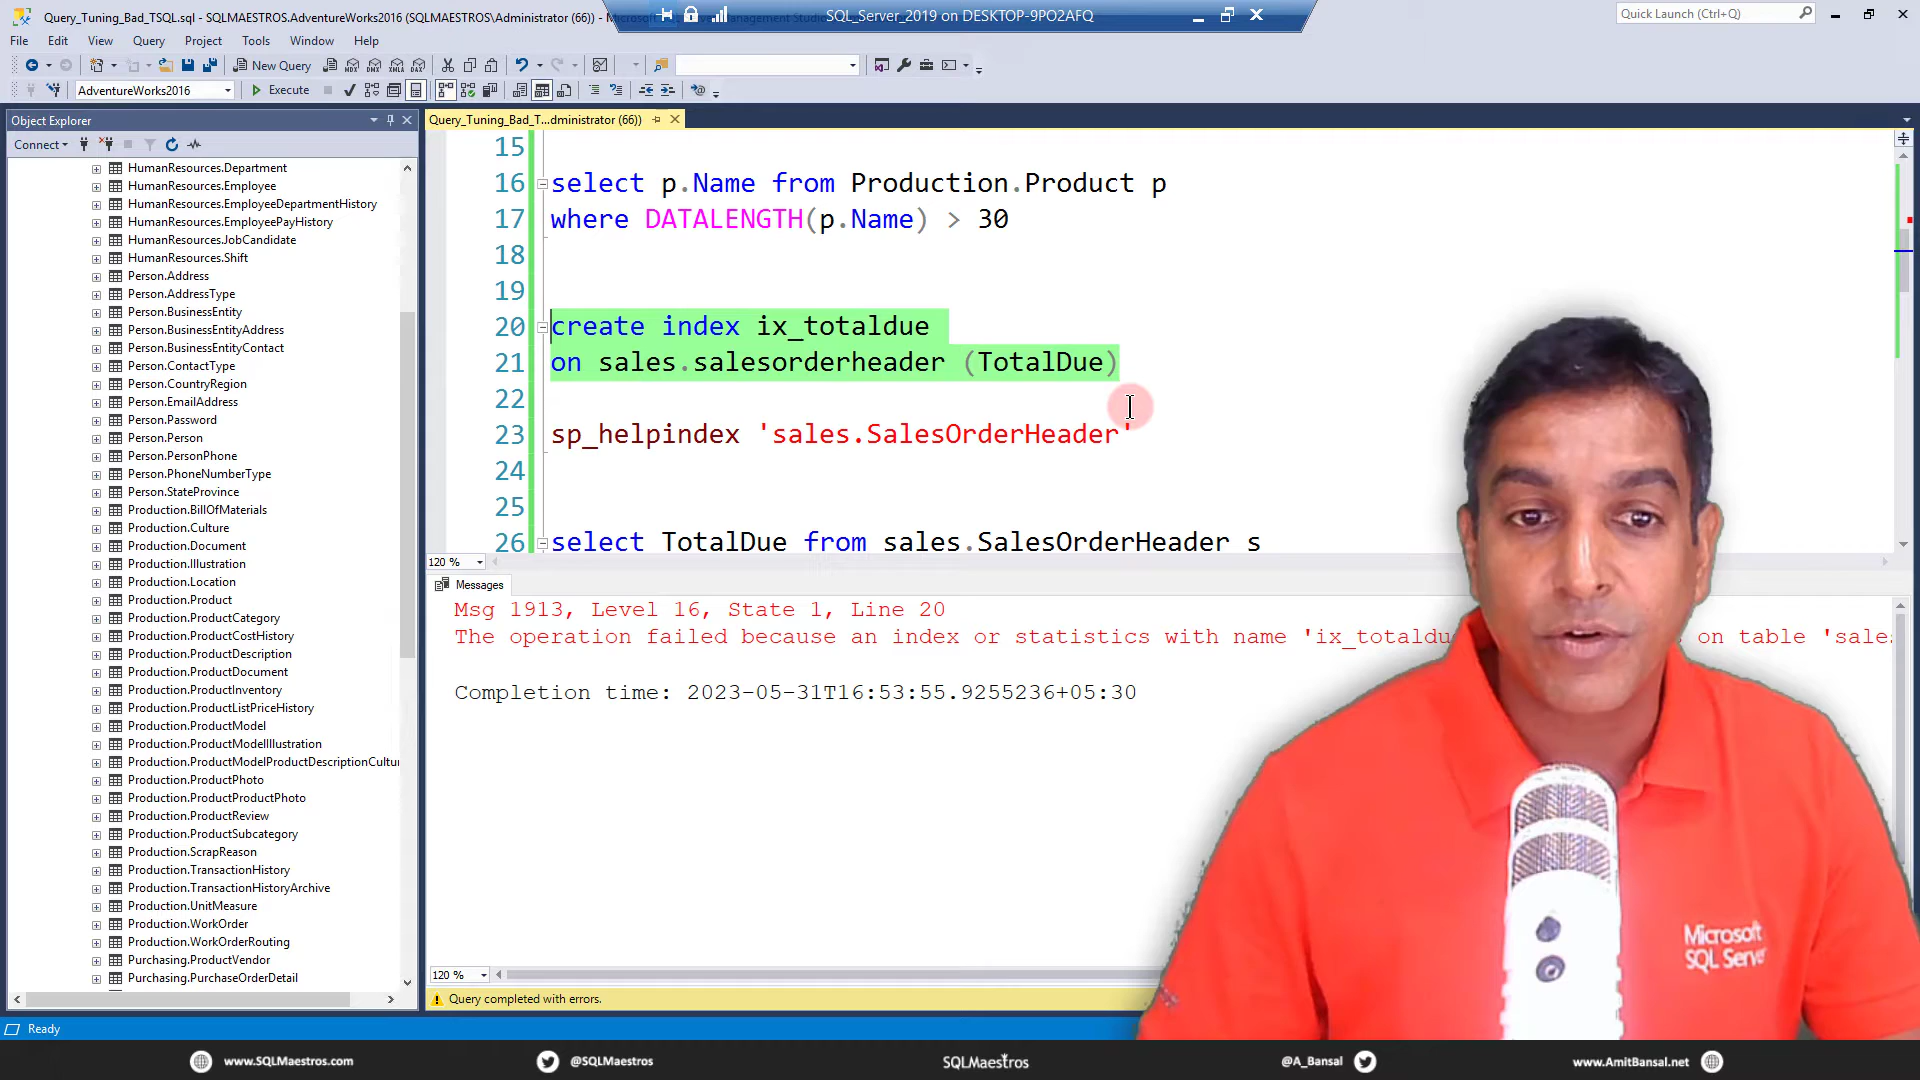 Query_Tuning_Bad_TSQL.sql - SQLMAESTROS.AdventureWorks2016 (SQLMAESTROS\Administrator (66))
SQL_Server_2019 on DESKTOP-9PO2AFQ
Quick Launch (Ctrl+Q)
File Edit View Query Project Tools Window Help
New Query
AdventureWorks2016
Execute
Object Explorer
Query_Tuning_Bad_T...dministrator (66))
Connect
HumanResources.Department
HumanResources.Employee
HumanResources.EmployeeDepartmentHistory
HumanResources.EmployeePayHistory
HumanResources.JobCandidate
HumanResources.Shift
Person.Address
Person.AddressType
Person.BusinessEntity
Person.BusinessEntityAddress
Person.BusinessEntityContact
Person.ContactType
Person.CountryRegion
Person.EmailAddress
Person.Password
Person.Person
Person.PersonPhone
Person.PhoneNumberType
Person.StateProvince
Production.BillOfMaterials
Production.Culture
Production.Document
Production.Illustration
Production.Location
Production.Product
Production.ProductCategory
Production.ProductCostHistory
Production.ProductDescription
Production.ProductDocument
Production.ProductInventory
Production.ProductListPriceHistory
Production.ProductModel
Production.ProductModelIllustration
Production.ProductModelProductDescriptionCultu
Production.ProductPhoto
Production.ProductProductPhoto
Production.ProductReview
Production.ProductSubcategory
Production.ScrapReason
Production.TransactionHistory
Production.TransactionHistoryArchive
Production.UnitMeasure
Production.WorkOrder
Production.WorkOrderRouting
Purchasing.ProductVendor
Purchasing.PurchaseOrderDetail
15
16 select p.Name from Production.Product p
17 where DATALENGTH(p.Name) > 30
18
19
20 create index ix_totaldue
21 on sales.salesorderheader (TotalDue)
22
23 sp_helpindex 'sales.SalesOrderHeader'
24
25
26 select TotalDue from sales.SalesOrderHeader s
120 %
Messages
Msg 1913, Level 16, State 1, Line 20
The operation failed because an index or statistics with name 'ix_totaldu on table 'sale
Completion time: 2023-05-31T16:53:55.9255236+05:30
120 %
Query completed with errors.
Ready
Microsoft
SQL Server
www.SQLMaestros.com @SQLMaestros SQLMaestros @A_Bansal www.AmitBansal.net